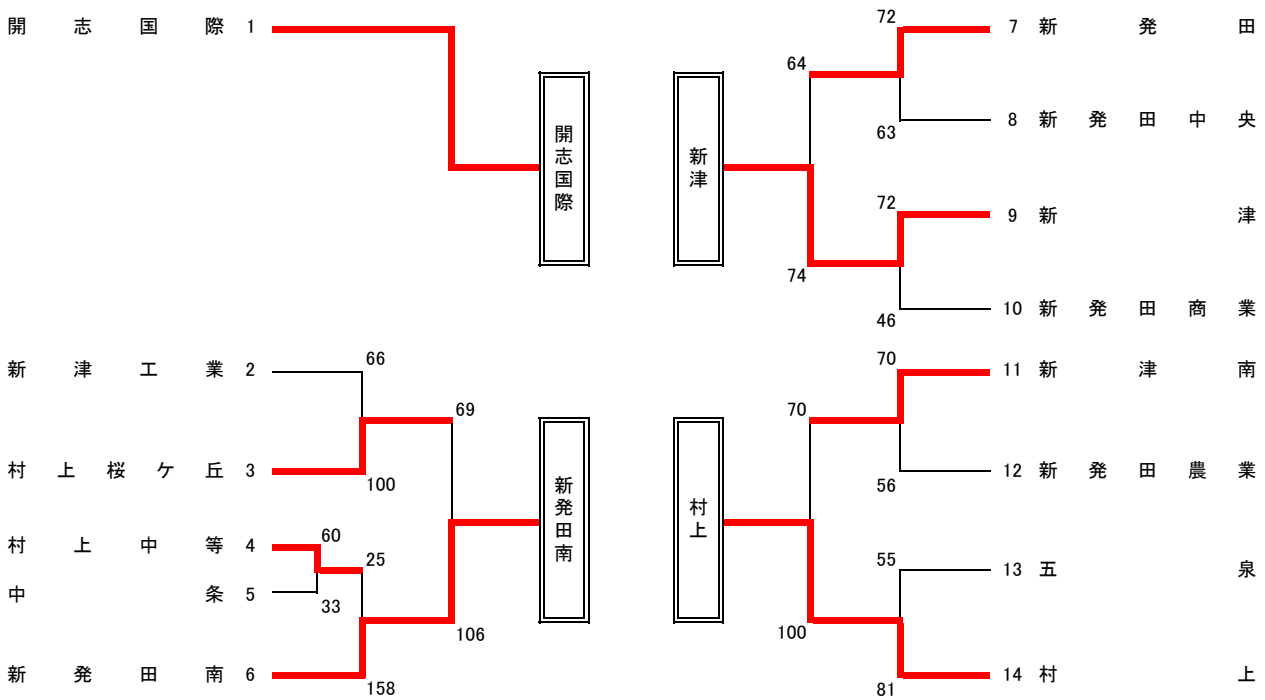 開志国際 1
開志国際
新津工業 2
66
69
村上桜ケ丘 3
100
村上中等 4
60
25
中条 5
33
106
新発田南 6
158
新発田南
新津
64
72
7 新発田
63
8 新発田中央
72
9 新津
74
46
10 新発田商業
村上
70
70
11 新津南
56
12 新発田農業
55
13 五泉
100
81
14 村上